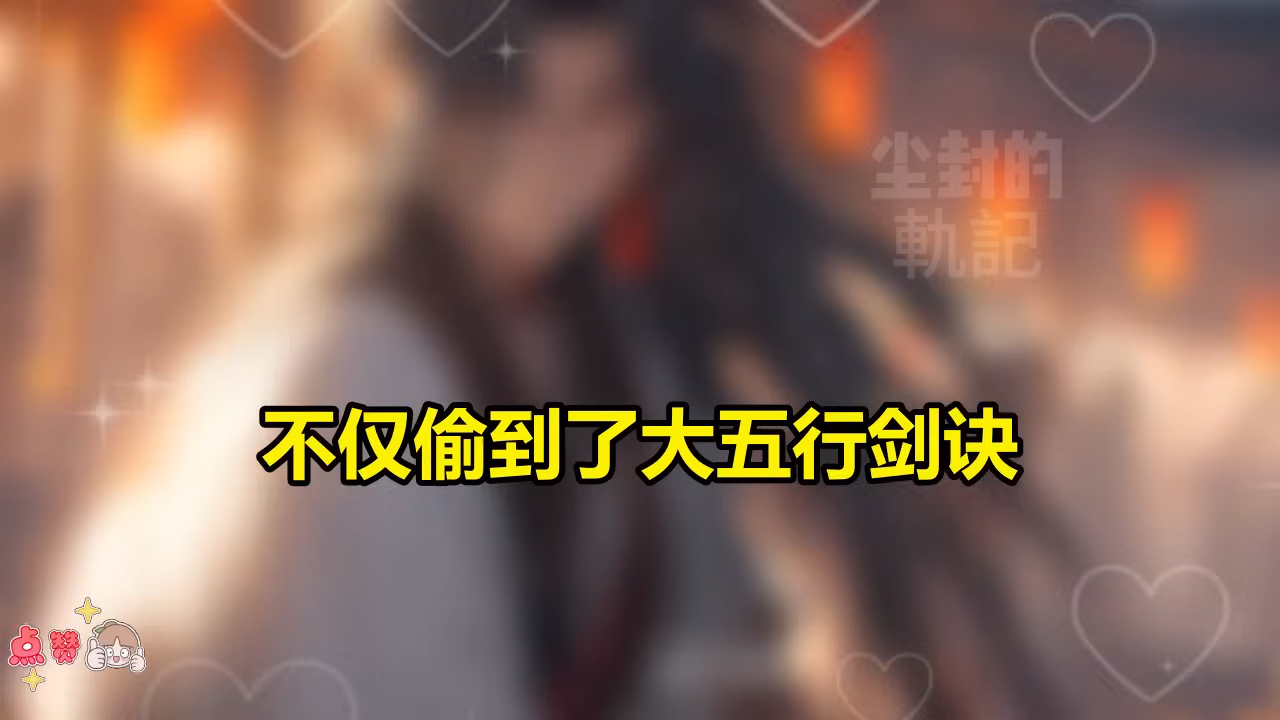 尘封的
軌記
不仅偷到了大五行剑诀
点赞